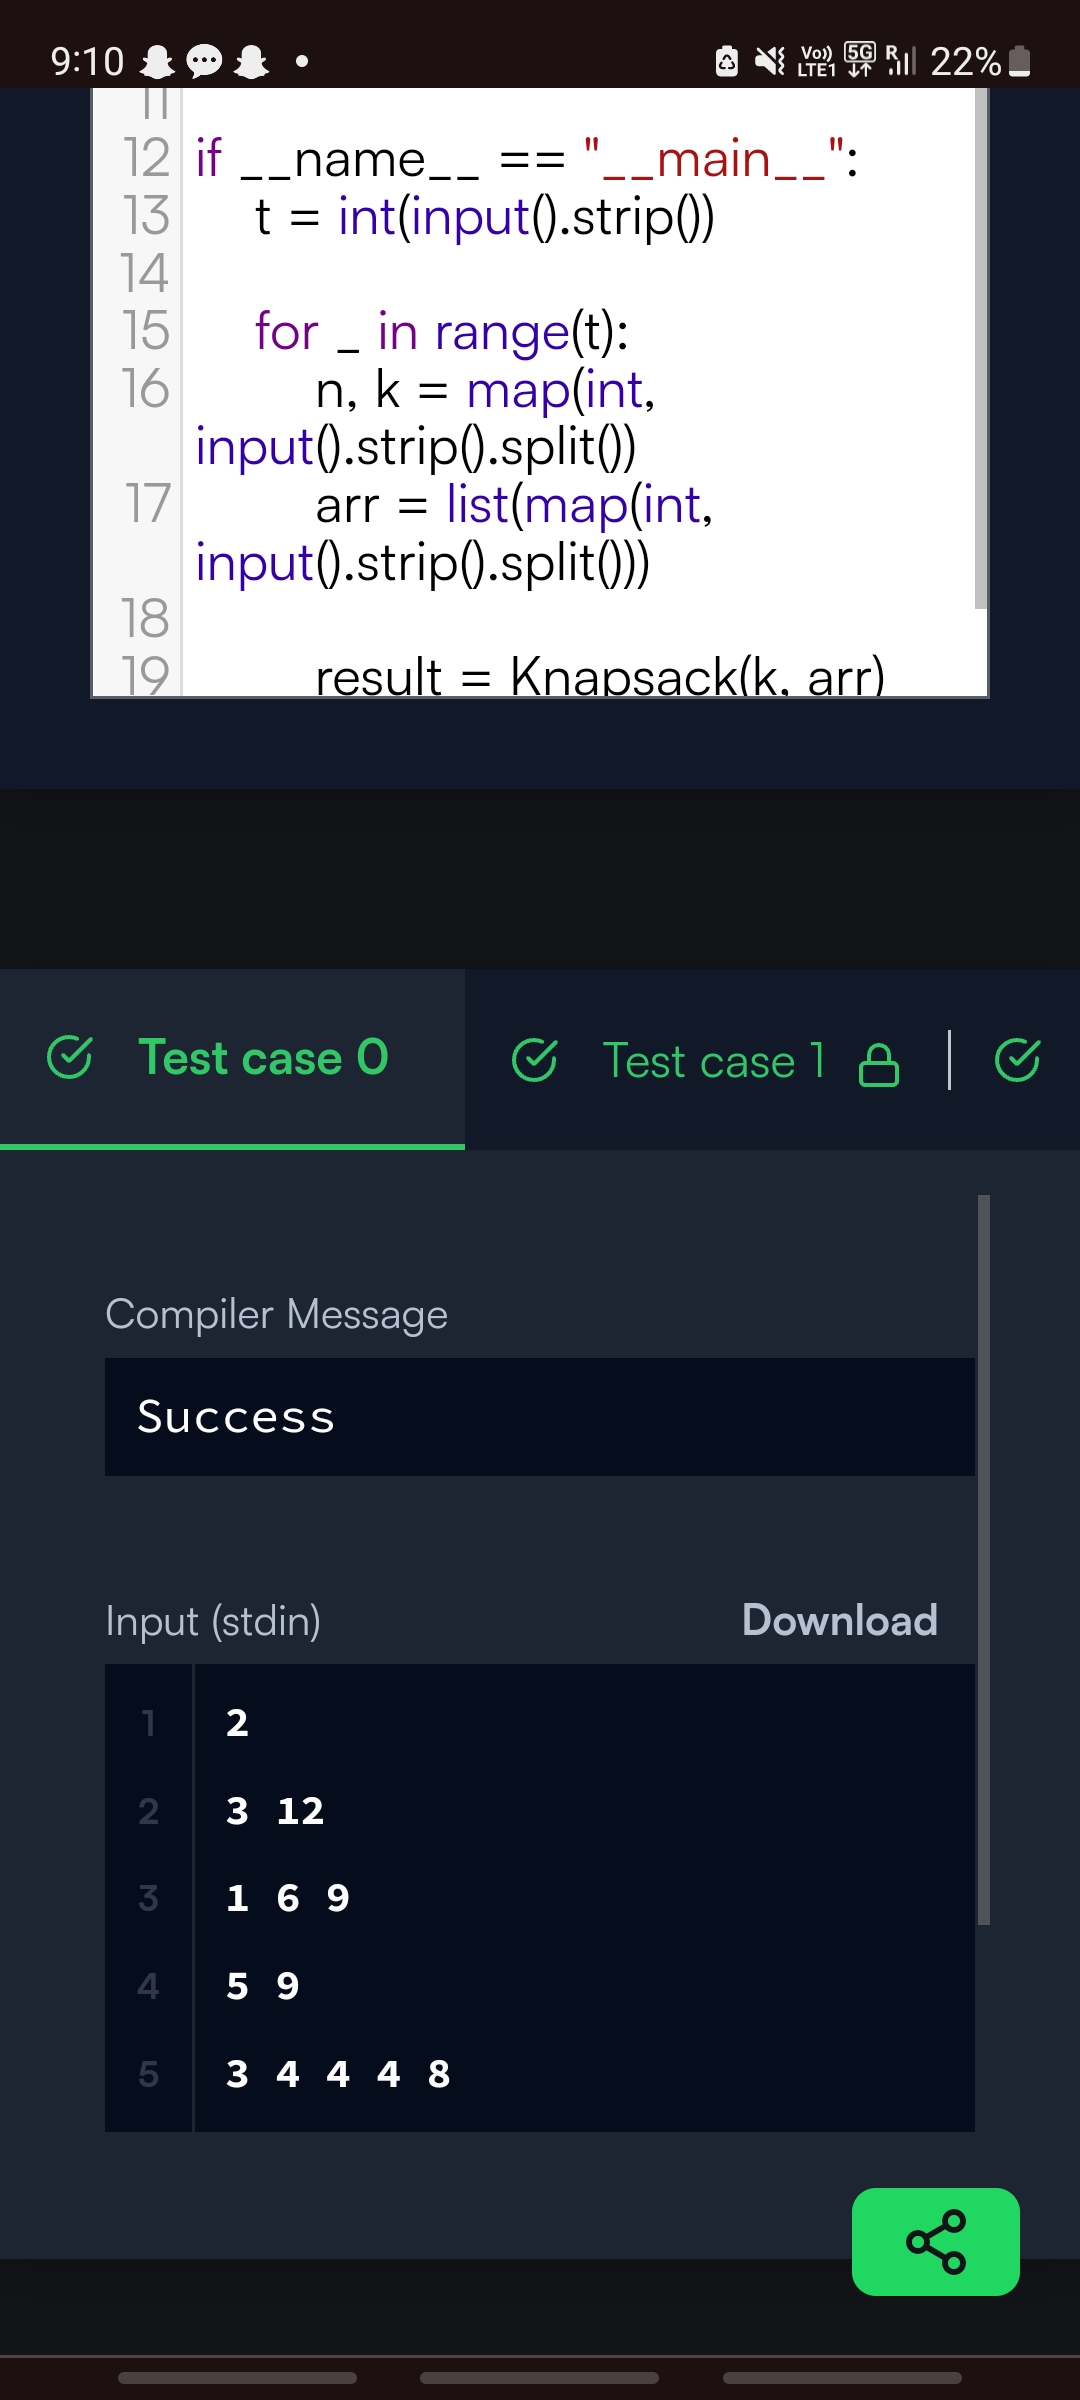 9:10 Vo)) LTE1 5G R 22%
11
12 if __name__ == "__main__":
13 t = int(input().strip())
14
15 for _ in range(t):
16 n, k = map(int,
input().strip().split())
17 arr = list(map(int,
input().strip().split()))
18
19 result = Knapsack(k, arr)
Test case 0 Test case 1
Compiler Message
Success
Input (stdin) Download
1 2
2 3 12
3 1 6 9
4 5 9
5 3 4 4 4 8